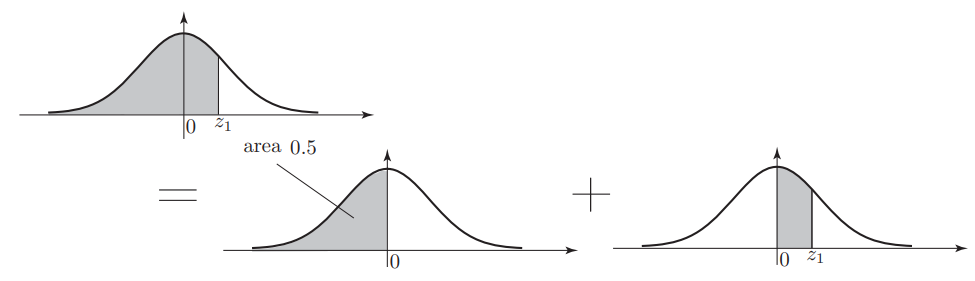 0 z₁
area 0.5
=
+
0
0 z₁